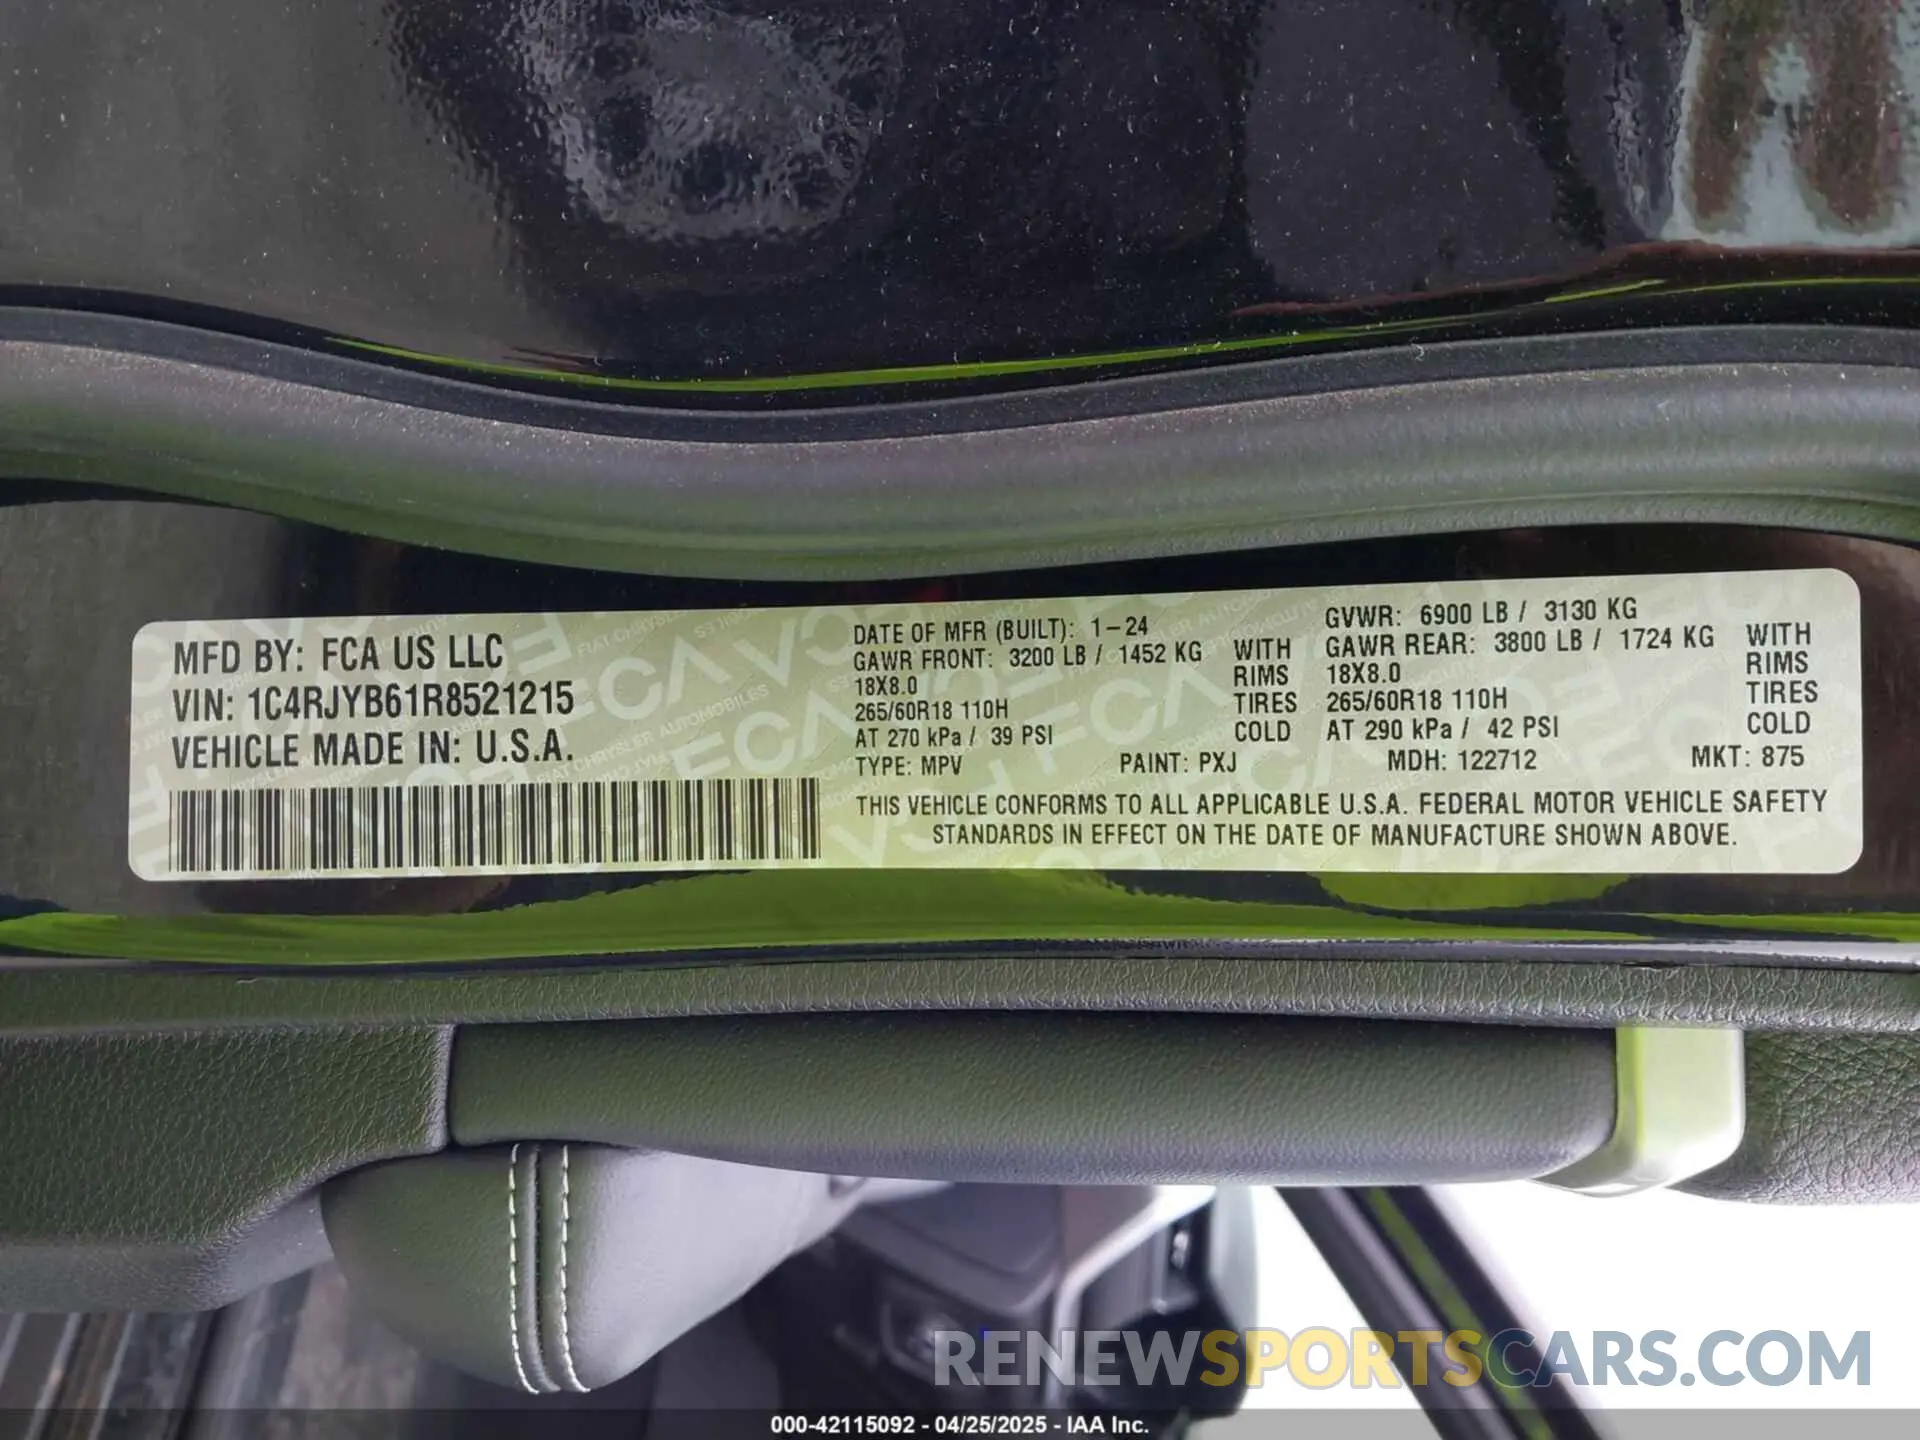 MFD BY: FCA US LLC
VIN: 1C4RJYB61R8521215
VEHICLE MADE IN: U.S.A.
DATE OF MFR (BUILT): 1-24
GAWR FRONT: 3200 LB / 1452 KG WITH
18X8.0 RIMS
265/60R18 110H TIRES
AT 270 kPa / 39 PSI COLD
GVWR: 6900 LB / 3130 KG
GAWR REAR: 3800 LB / 1724 KG WITH
18X8.0 RIMS
265/60R18 110H TIRES
AT 290 kPa / 42 PSI COLD
TYPE: MPV PAINT: PXJ MDH: 122712 MKT: 875
THIS VEHICLE CONFORMS TO ALL APPLICABLE U.S.A. FEDERAL MOTOR VEHICLE SAFETY
STANDARDS IN EFFECT ON THE DATE OF MANUFACTURE SHOWN ABOVE.
RENEWSPORTSCARS.COM
000-42115092 - 04/25/2025 - IAA Inc.